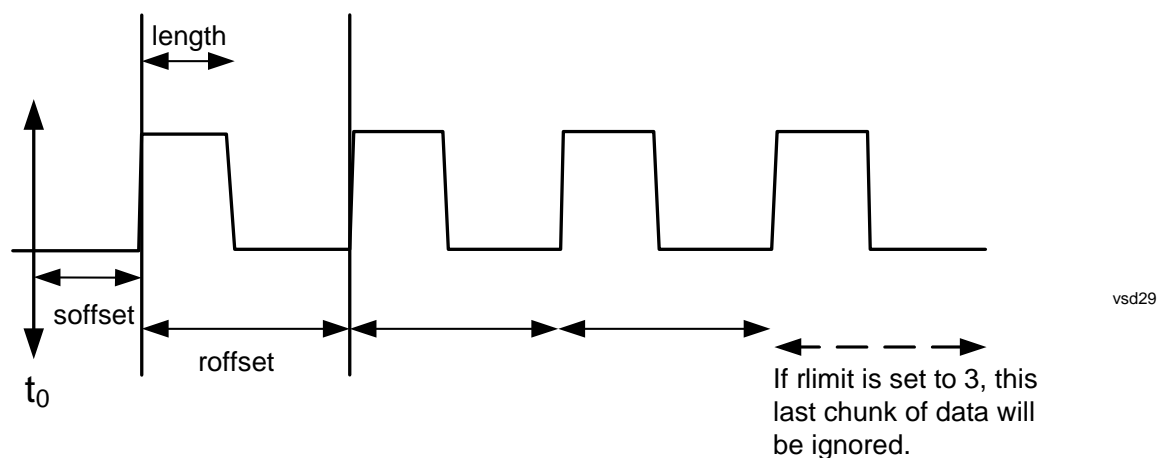 length
soffset
t₀
roffset
vsd29
If rlimit is set to 3, this
last chunk of data will
be ignored.